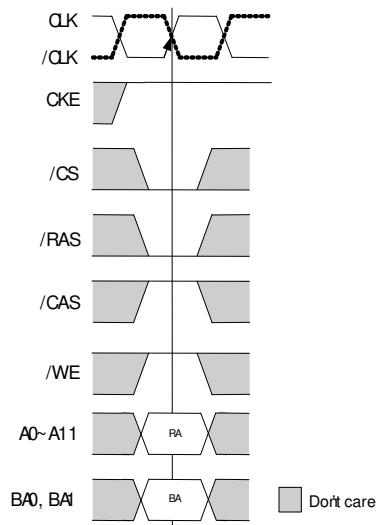 CLK
/CLK
CKE
/CS
/RAS
/CAS
/WE
A0~A11
RA
BA0, BA1
BA
Don't care